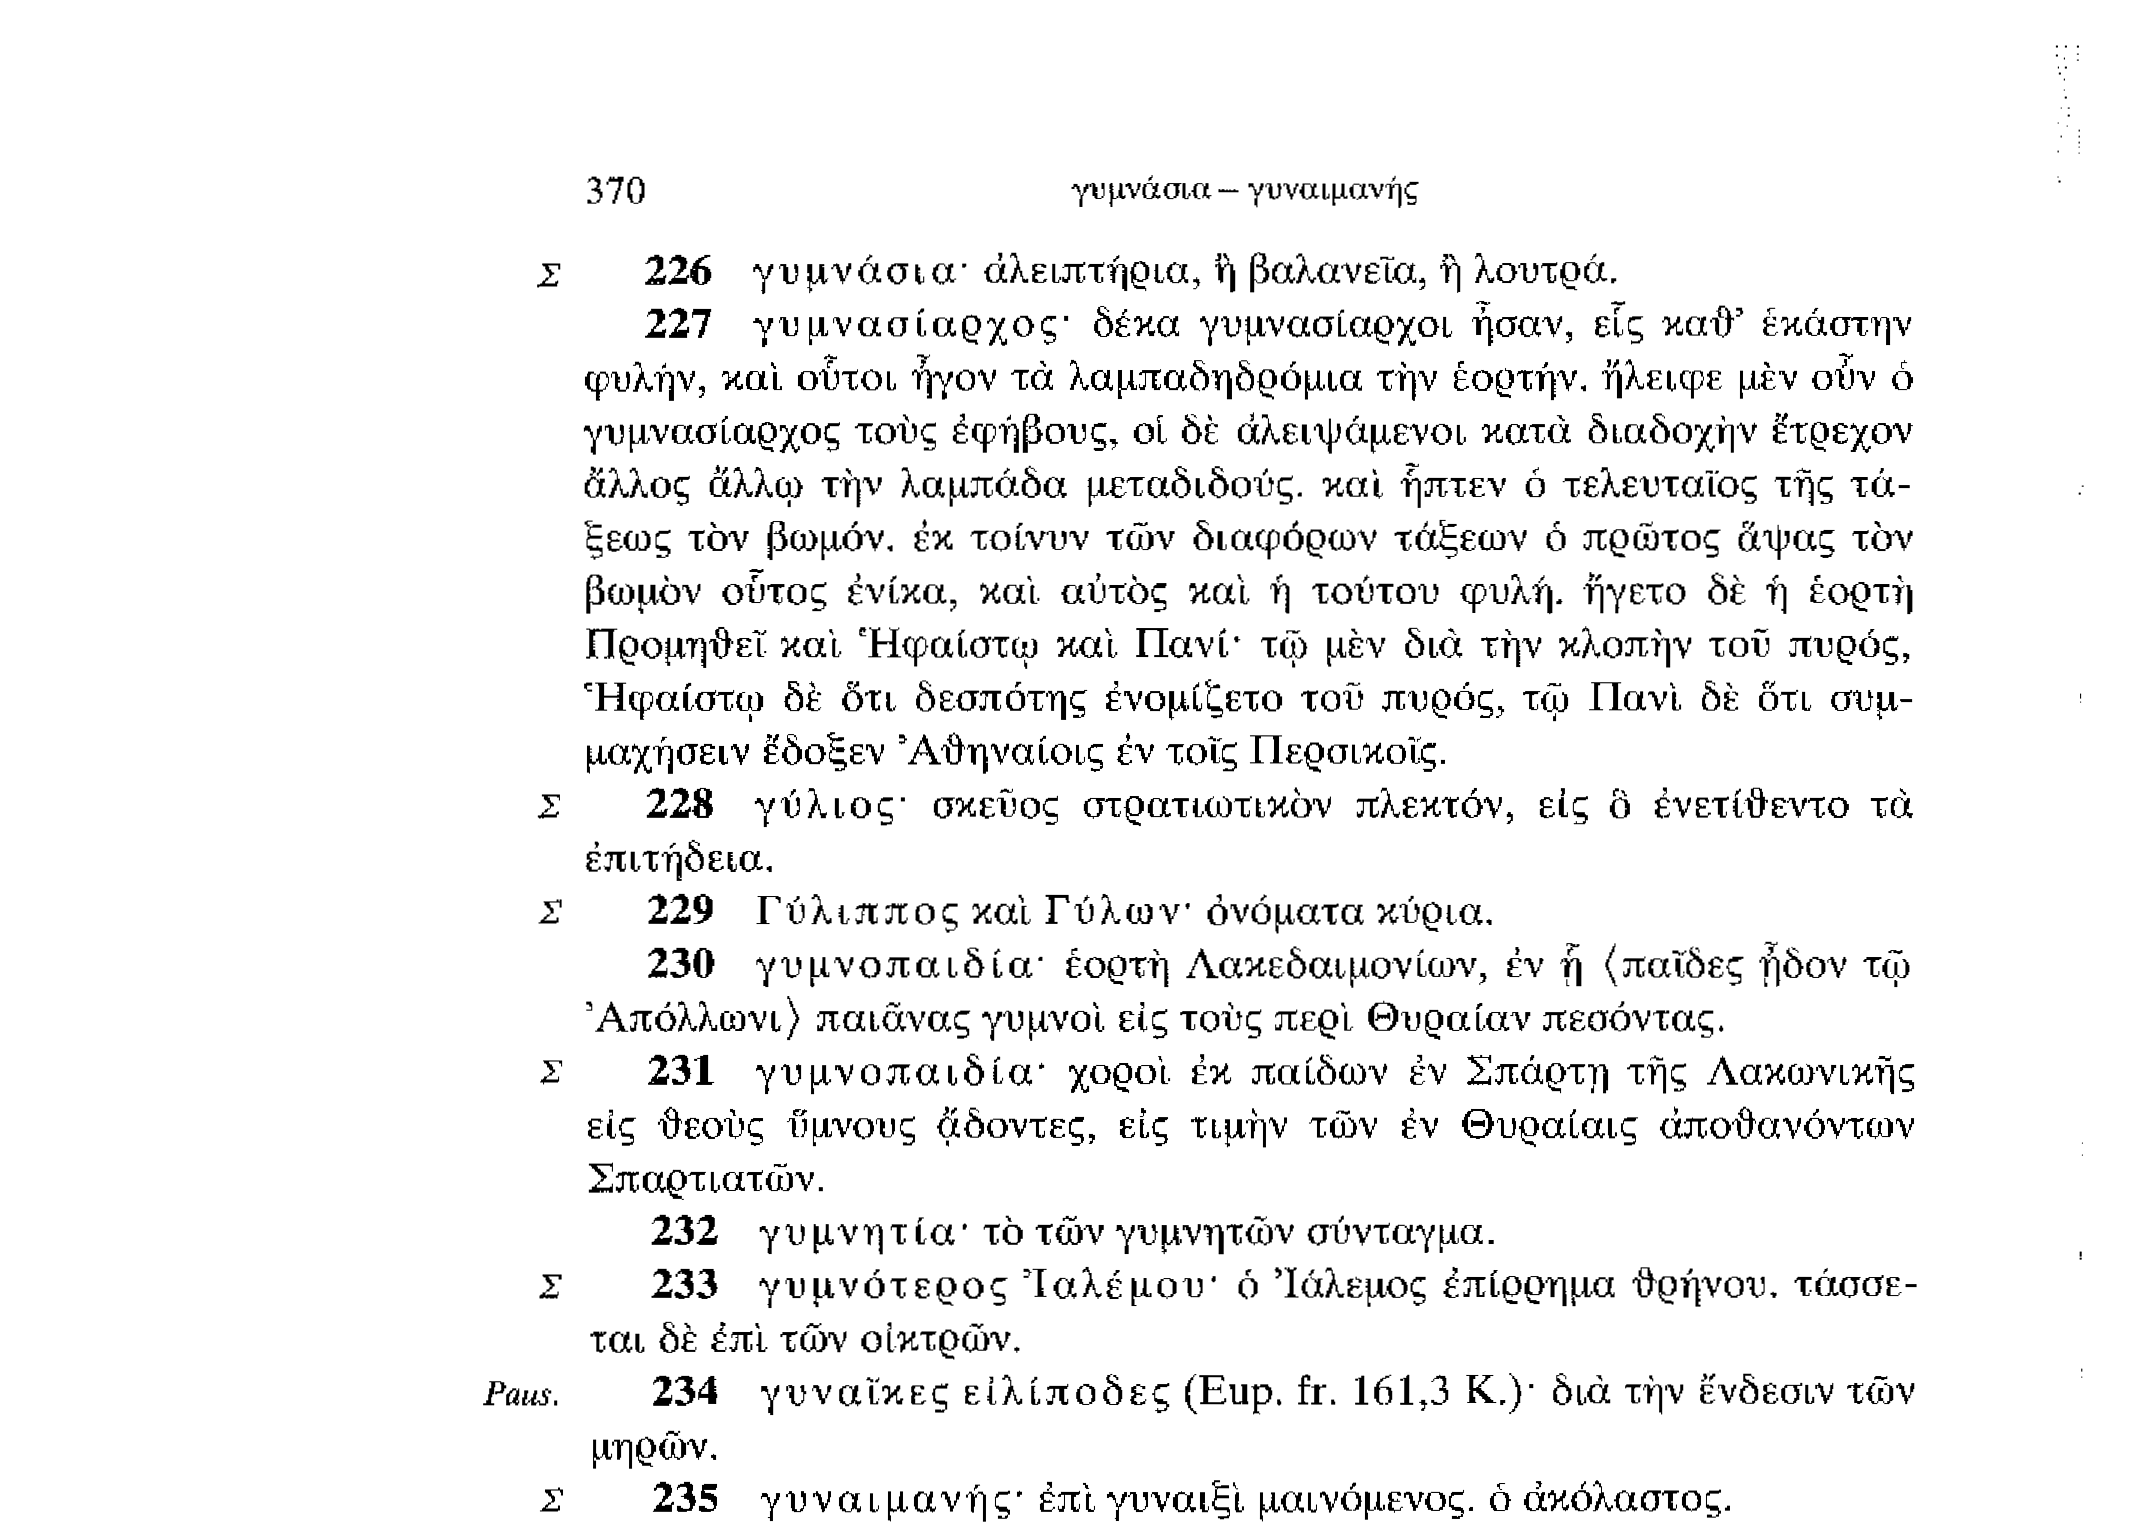 370 γυμνάσια – γυναιμανής
Σ 226 γυμνάσια· ἀλειπτήρια, ἢ βαλανεῖα, ἢ λουτρά.
227 γυμνασίαρχος· δέκα γυμνασίαρχοι ἦσαν, εἷς καθ’ ἑκάστην
φυλήν, καὶ οὗτοι ἦγον τὰ λαμπαδηδρόμια τὴν ἑορτήν. ἤλειφε μὲν οὖν ὁ
γυμνασίαρχος τοὺς ἐφήβους, οἱ δὲ ἀλειψάμενοι κατὰ διαδοχὴν ἔτρεχον
ἄλλος ἄλλῳ τὴν λαμπάδα μεταδιδούς. καὶ ἧπτεν ὁ τελευταῖος τῆς τά-
ξεως τὸν βωμόν. ἐκ τοίνυν τῶν διαφόρων τάξεων ὁ πρῶτος ἅψας τὸν
βωμὸν οὗτος ἐνίκα, καὶ αὐτὸς καὶ ἡ τούτου φυλή. ἤγετο δὲ ἡ ἑορτὴ
Προμηθεῖ καὶ Ἡφαίστῳ καὶ Πανί· τῷ μὲν διὰ τὴν κλοπὴν τοῦ πυρός,
Ἡφαίστῳ δὲ ὅτι δεσπότης ἐνομίζετο τοῦ πυρός, τῷ Πανὶ δὲ ὅτι συμ-
μαχήσειν ἔδοξεν Ἀθηναίοις ἐν τοῖς Περσικοῖς.
Σ 228 γύλιος· σκεῦος στρατιωτικὸν πλεκτόν, εἰς ὃ ἐνετίθεντο τὰ
ἐπιτήδεια.
Σ 229 Γύλιππος καὶ Γύλων· ὀνόματα κύρια.
230 γυμνοπαιδία· ἑορτὴ Λακεδαιμονίων, ἐν ᾗ ⟨παῖδες ᾖδον τῷ
Ἀπόλλωνι⟩ παιᾶνας γυμνοὶ εἰς τοὺς περὶ Θυραίαν πεσόντας.
Σ 231 γυμνοπαιδία· χοροὶ ἐκ παίδων ἐν Σπάρτῃ τῆς Λακωνικῆς
εἰς θεοὺς ὕμνους ᾄδοντες, εἰς τιμὴν τῶν ἐν Θυραίαις ἀποθανόντων
Σπαρτιατῶν.
232 γυμνητία· τὸ τῶν γυμνητῶν σύνταγμα.
Σ 233 γυμνότερος Ἰαλέμου· ὁ Ἰάλεμος ἐπίρρημα θρήνου. τάσσε-
ται δὲ ἐπὶ τῶν οἰκτρῶν.
Paus. 234 γυναῖκες εἰλίποδες (Eup. fr. 161,3 K.)· διὰ τὴν ἔνδεσιν τῶν
μηρῶν.
Σ 235 γυναιμανής· ἐπὶ γυναιξὶ μαινόμενος. ὁ ἀκόλαστος.